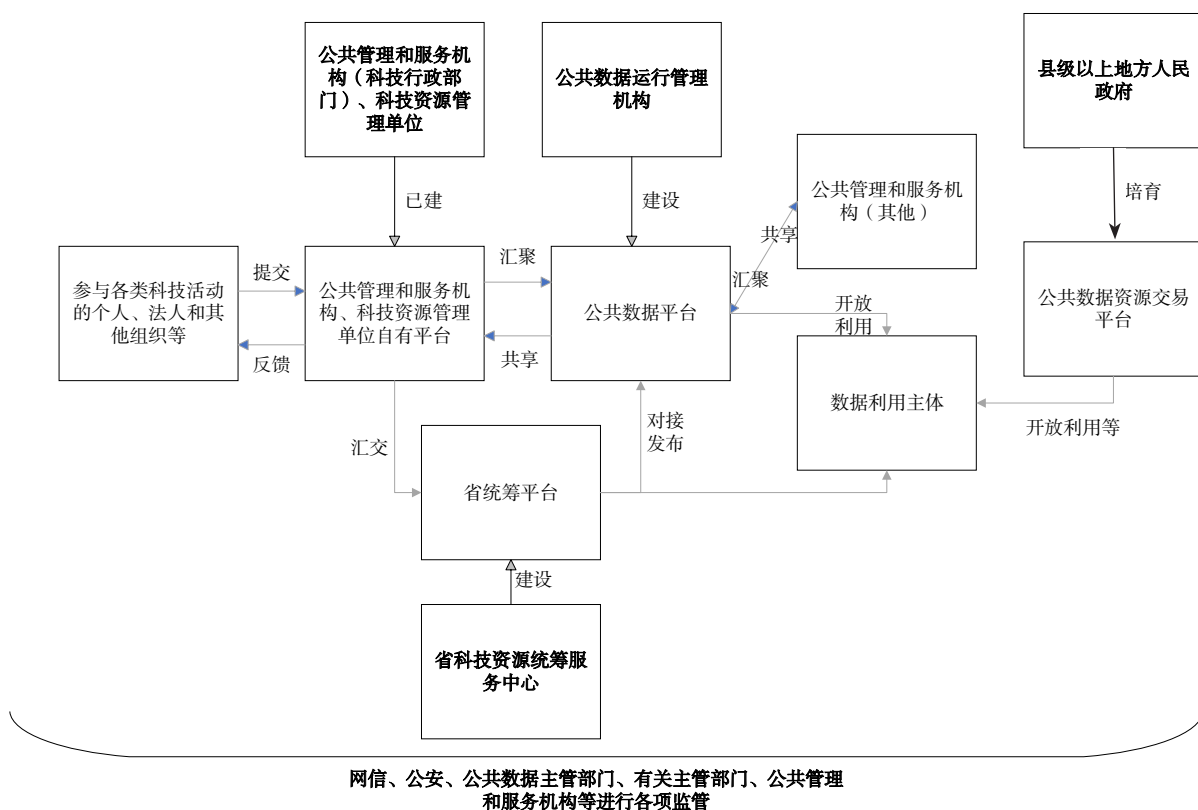 公共管理和服务机
构（科技行政部
门）、科技资源管
理单位
公共数据运行管理
机构
县级以上地方人民
政府
已建
建设
公共管理和服务机
构（其他）
培育
共享
汇聚
参与各类科技活动
的个人、法人和其
他组织等
提交
反馈
公共管理和服务机
构、科技资源管理
单位自有平台
汇聚
共享
公共数据平台
开放
利用
公共数据资源交易
平台
数据利用主体
开放利用等
汇交
对接
发布
省统筹平台
建设
省科技资源统筹服
务中心
网信、公安、公共数据主管部门、有关主管部门、公共管理
和服务机构等进行各项监管